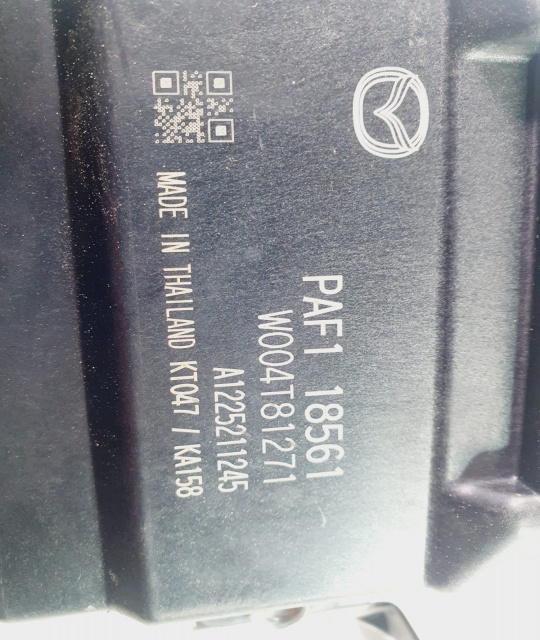 PAF1 18561
W004T81271
A1225211245
MADE IN THAILAND KT047 / KA158